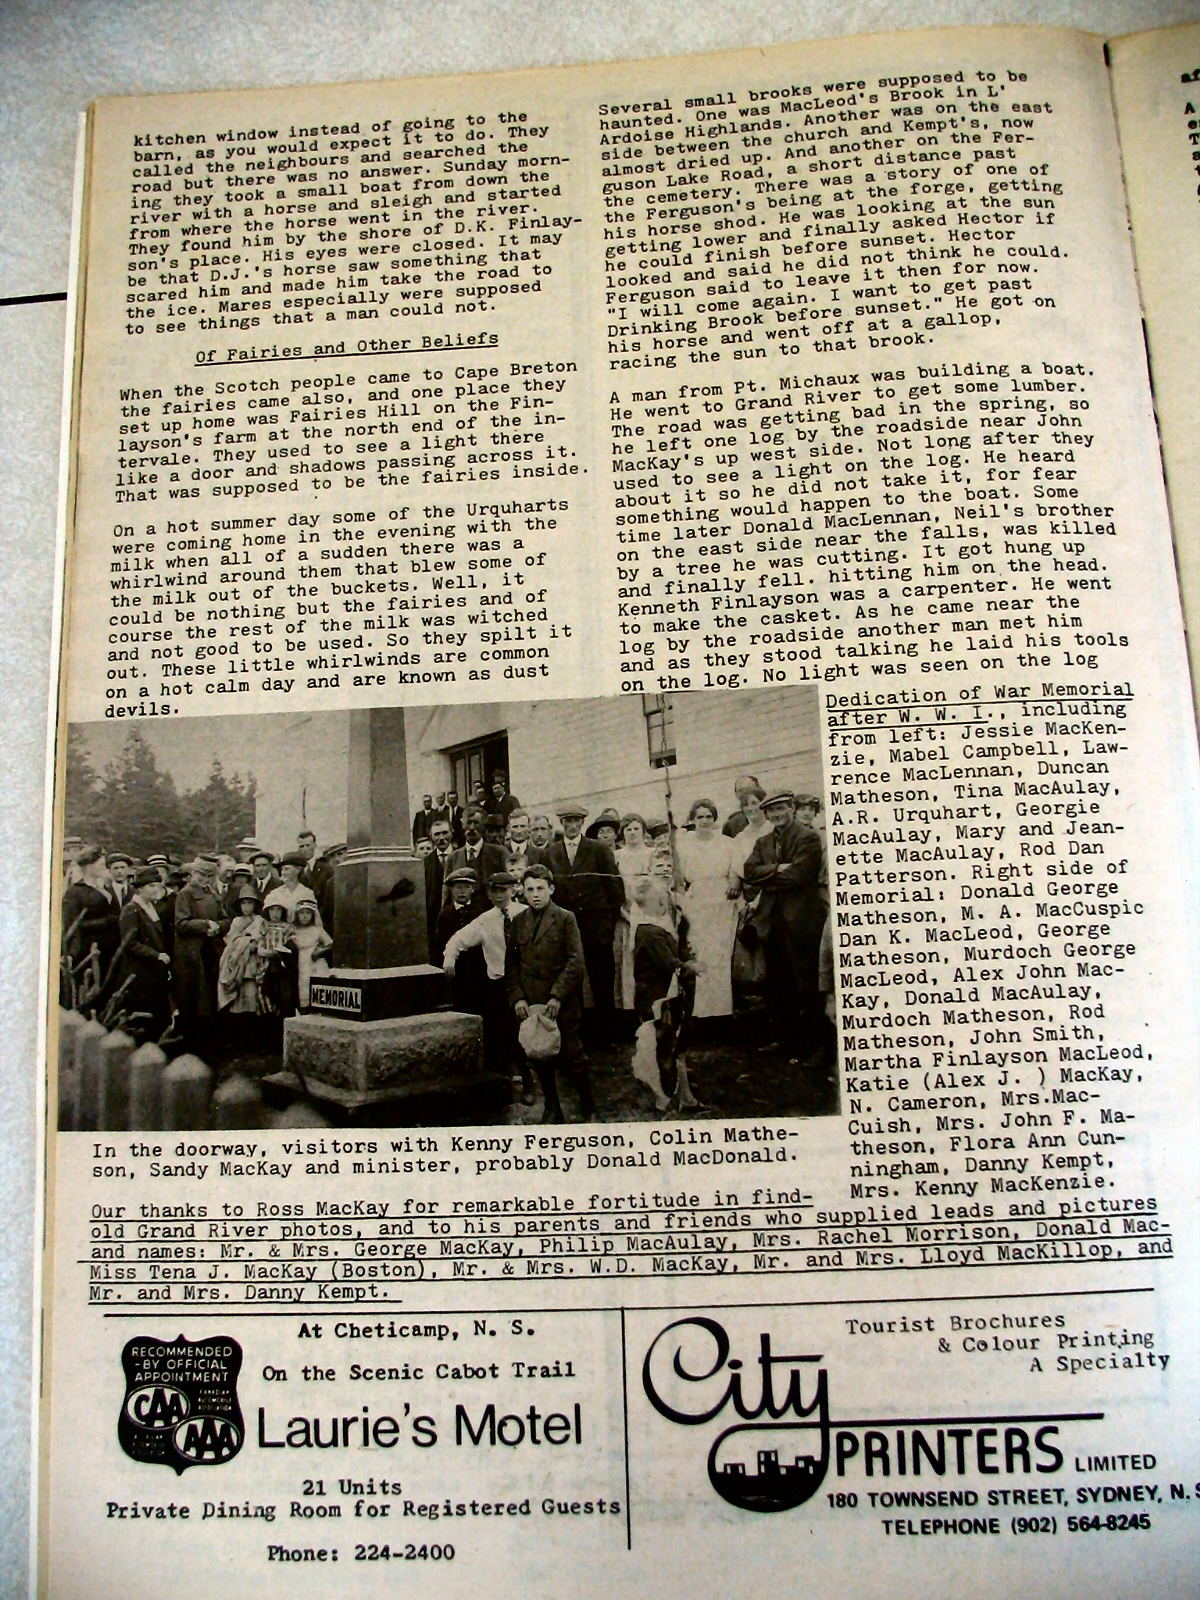 kitchen window instead of going to the
barn, as you would expect it to do. They
called the neighbours and searched the
road but there was no answer. Sunday morn-
ing they took a small boat from down the
river with a horse and sleigh and started
from where the horse went in the river.
They found him by the shore of D.K. Finlay-
son's place. His eyes were closed. It may
be that D.J.'s horse saw something that
scared him and made him take the road to
the ice. Mares especially were supposed
to see things that a man could not.
Of Fairies and Other Beliefs
When the Scotch people came to Cape Breton
the fairies came also, and one place they
set up home was Fairies Hill on the Fin-
layson's farm at the north end of the in-
tervale. They used to see a light there
like a door and shadows passing across it.
That was supposed to be the fairies inside.
On a hot summer day some of the Urquharts
were coming home in the evening with the
milk when all of a sudden there was a
whirlwind around them that blew some of
the milk out of the buckets. Well, it
could be nothing but the fairies and of
course the rest of the milk was witched
and not good to be used. So they spilt it
out. These little whirlwinds are common
on a hot calm day and are known as dust
devils.
Several small brooks were supposed to be
haunted. One was MacLeod's Brook in L'
Ardoise Highlands. Another was on the east
side between the church and Kempt's, now
almost dried up. And another on the Fer-
guson Lake Road, a short distance past
the cemetery. There was a story of one of
the Ferguson's being at the forge, getting
his horse shod. He was looking at the sun
getting lower and finally asked Hector if
he could finish before sunset. Hector
looked and said he did not think he could.
Ferguson said to leave it then for now.
"I will come again. I want to get past
Drinking Brook before sunset." He got on
his horse and went off at a gallop,
racing the sun to that brook.
A man from Pt. Michaux was building a boat.
He went to Grand River to get some lumber.
The road was getting bad in the spring, so
he left one log by the roadside near John
MacKay's up west side. Not long after they
used to see a light on the log. He heard
about it so he did not take it, for fear
something would happen to the boat. Some
time later Donald MacLennan, Neil's brother
on the east side near the falls, was killed
by a tree he was cutting. It got hung up
and finally fell. hitting him on the head.
Kenneth Finlayson was a carpenter. He went
to make the casket. As he came near the
log by the roadside another man met him
and as they stood talking he laid his tools
on the log. No light was seen on the log
MEMORIAL
Dedication of War Memorial
after W. W. I., including
from left: Jessie MacKen-
zie, Mabel Campbell, Law-
rence MacLennan, Duncan
Matheson, Tina MacAulay,
A.R. Urquhart, Georgie
MacAulay, Mary and Jean-
ette MacAulay, Rod Dan
Patterson. Right side of
Memorial: Donald George
Matheson, M. A. MacCuspic
Dan K. MacLeod, George
Matheson, Murdoch George
MacLeod, Alex John Mac-
Kay, Donald MacAulay,
Murdoch Matheson, Rod
Matheson, John Smith,
Martha Finlayson MacLeod,
Katie (Alex J. ) MacKay,
N. Cameron, Mrs.Mac-
Cuish, Mrs. John F. Ma-
theson, Flora Ann Cun-
ningham, Danny Kempt,
Mrs. Kenny MacKenzie.
In the doorway, visitors with Kenny Ferguson, Colin Mathe-
son, Sandy MacKay and minister, probably Donald MacDonald.
Our thanks to Ross MacKay for remarkable fortitude in find-
old Grand River photos, and to his parents and friends who supplied leads and pictures
and names: Mr. & Mrs. George MacKay, Philip MacAulay, Mrs. Rachel Morrison, Donald Mac-
Miss Tena J. MacKay (Boston), Mr. & Mrs. W.D. MacKay, Mr. and Mrs. Lloyd MacKillop, and
Mr. and Mrs. Danny Kempt.
RECOMMENDED
-BY OFFICIAL
APPOINTMENT
CAA
AAA
At Cheticamp, N. S.
On the Scenic Cabot Trail
Laurie's Motel
21 Units
Private Dining Room for Registered Guests
Phone: 224-2400
Tourist Brochures
& Colour Printing
A Specialty
City
PRINTERS LIMITED
180 TOWNSEND STREET, SYDNEY, N. S
TELEPHONE (902) 564-8245